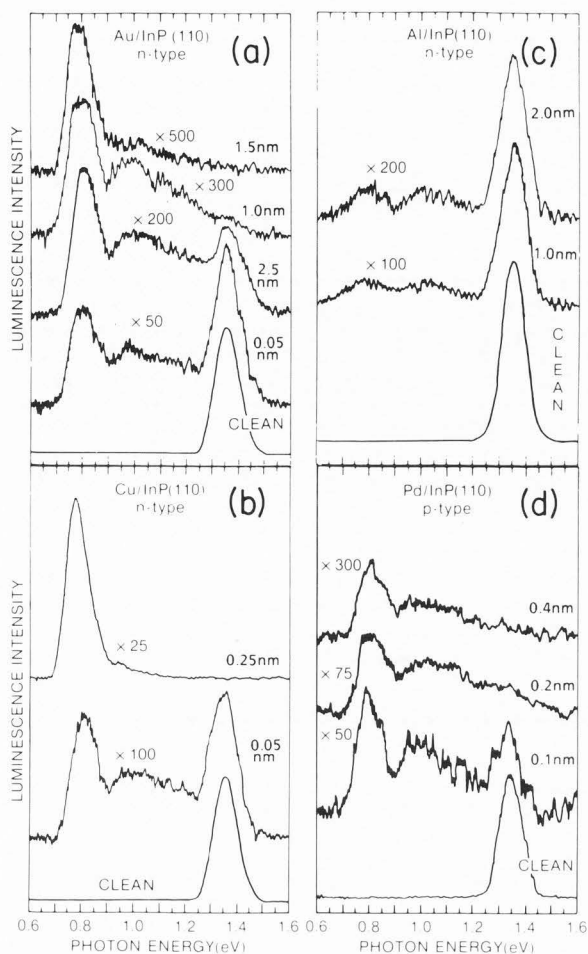 Au/InP(110)
n-type
(a)
× 500
1.5nm
× 300
1.0nm
× 200
2.5
nm
× 50
0.05
nm
CLEAN
LUMINESCENCE INTENSITY
Al/InP(110)
n-type
(c)
2.0nm
× 200
1.0nm
× 100
CLEAN
Cu/InP(110)
n-type
(b)
× 25
0.25nm
0.05
nm
× 100
CLEAN
LUMINESCENCE INTENSITY
0.6 0.8 1.0 1.2 1.4 1.6
PHOTON ENERGY(eV)
Pd/InP(110)
p-type
(d)
× 300
0.4nm
× 75
0.2nm
× 50
0.1nm
CLEAN
0.8 1.0 1.2 1.4 1.6
PHOTON ENERGY(eV)